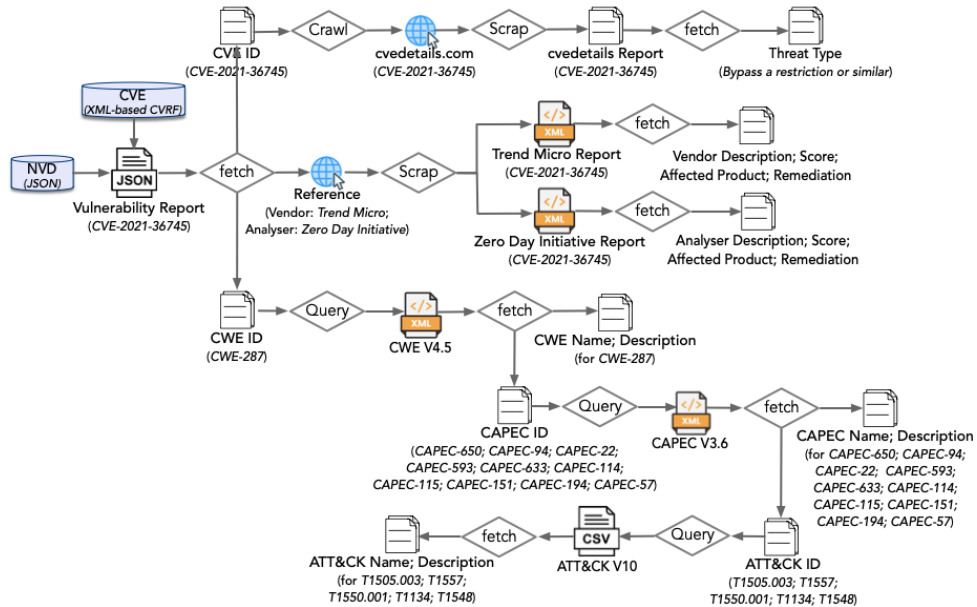 Crawl
Scrap
fetch
CVE ID
(CVE-2021-36745)
cvedetails.com
(CVE-2021-36745)
cvedetails Report
(CVE-2021-36745)
Threat Type
(Bypass a restriction or similar)
CVE
(XML-based CVRF)
NVD
(JSON)
JSON
Vulnerability Report
(CVE-2021-36745)
fetch
Reference
(Vendor: Trend Micro;
Analyser: Zero Day Initiative)
Scrap
</>
XML
fetch
Trend Micro Report
(CVE-2021-36745)
Vendor Description; Score;
Affected Product; Remediation
</>
XML
fetch
Zero Day Initiative Report
(CVE-2021-36745)
Analyser Description; Score;
Affected Product; Remediation
CWE ID
(CWE-287)
Query
</>
XML
CWE V4.5
fetch
CWE Name; Description
(for CWE-287)
CAPEC ID
(CAPEC-650; CAPEC-94; CAPEC-22;
CAPEC-593; CAPEC-633; CAPEC-114;
CAPEC-115; CAPEC-151; CAPEC-194; CAPEC-57)
Query
</>
XML
CAPEC V3.6
fetch
CAPEC Name; Description
(for CAPEC-650; CAPEC-94;
CAPEC-22; CAPEC-593;
CAPEC-633; CAPEC-114;
CAPEC-115; CAPEC-151;
CAPEC-194; CAPEC-57)
ATT&CK Name; Description
(for T1505.003; T1557;
T1550.001; T1134; T1548)
fetch
CSV
ATT&CK V10
Query
ATT&CK ID
(T1505.003; T1557;
T1550.001; T1134; T1548)